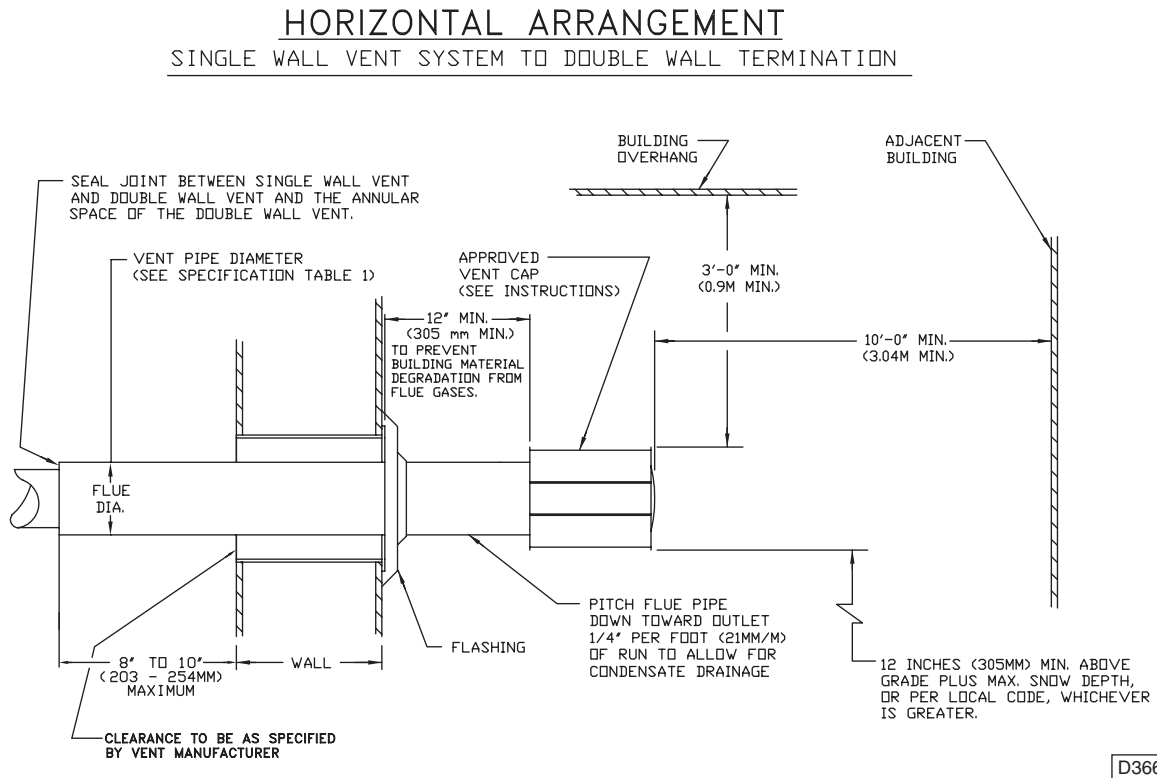 HORIZONTAL ARRANGEMENT
SINGLE WALL VENT SYSTEM TO DOUBLE WALL TERMINATION
BUILDING
OVERHANG
ADJACENT
BUILDING
SEAL JOINT BETWEEN SINGLE WALL VENT
AND DOUBLE WALL VENT AND THE ANNULAR
SPACE OF THE DOUBLE WALL VENT.
VENT PIPE DIAMETER
(SEE SPECIFICATION TABLE 1)
APPROVED
VENT CAP
(SEE INSTRUCTIONS)
3'-0" MIN.
(0.9M MIN.)
12" MIN.
(305 mm MIN.)
TO PREVENT
BUILDING MATERIAL
DEGRADATION FROM
FLUE GASES.
10'-0" MIN.
(3.04M MIN.)
FLUE
DIA.
PITCH FLUE PIPE
DOWN TOWARD OUTLET
1/4" PER FOOT (21MM/M)
OF RUN TO ALLOW FOR
CONDENSATE DRAINAGE
FLASHING
8" TO 10"
(203 - 254MM)
MAXIMUM
WALL
12 INCHES (305MM) MIN. ABOVE
GRADE PLUS MAX. SNOW DEPTH,
OR PER LOCAL CODE, WHICHEVER
IS GREATER.
CLEARANCE TO BE AS SPECIFIED
BY VENT MANUFACTURER
D366